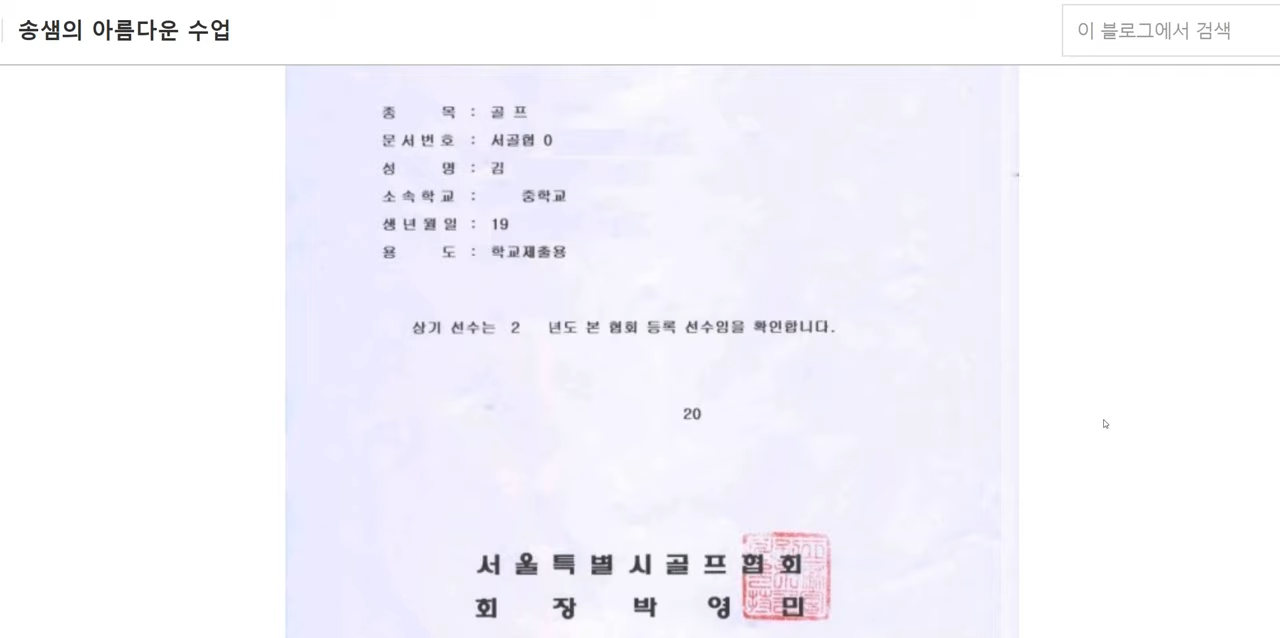 송샘의 아름다운 수업
이 블로그에서 검색
종 목 : 골 프
문서번호 : 서골협 0
성 명 : 김
소속학교 : 중학교
생년월일 : 19
용 도 : 학교제출용
상기 선수는 2 년도 본 협회 등록 선수임을 확인합니다.
20
서울특별시골프협회
회 장 박 영 민